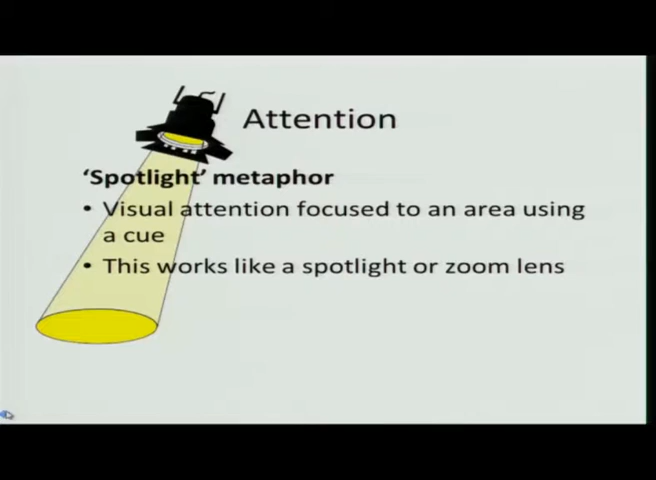 Attention
‘Spotlight’ metaphor
• Visual attention focused to an area using
a cue
• This works like a spotlight or zoom lens